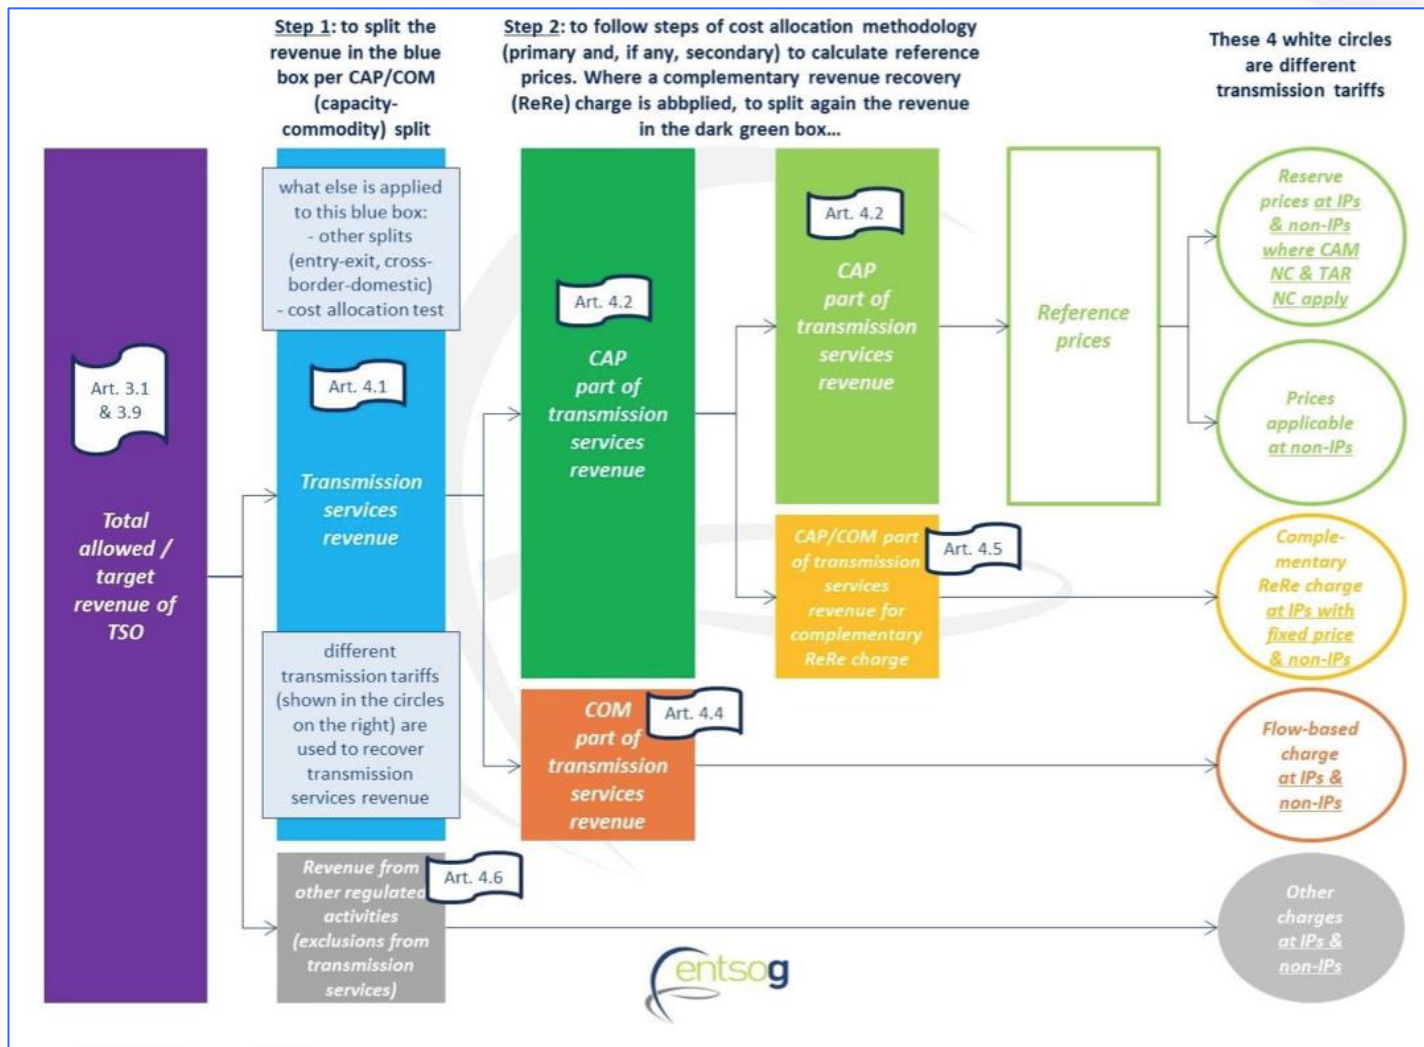 Step 1: to split the
revenue in the blue
box per CAP/COM
(capacity-
commodity) split
Step 2: to follow steps of cost allocation methodology
(primary and, if any, secondary) to calculate reference
prices. Where a complementary revenue recovery
(ReRe) charge is abbplied, to split again the revenue
in the dark green box…
These 4 white circles
are different
transmission tariffs
Art. 3.1
& 3.9
Total
allowed /
target
revenue of
TSO
what else is applied
to this blue box:
- other splits
(entry-exit, cross-
border-domestic)
- cost allocation test
Art. 4.1
Transmission
services
revenue
different
transmission tariffs
(shown in the circles
on the right) are
used to recover
transmission
services revenue
Revenue from
other regulated
activities
(exclusions from
transmission
services)
Art. 4.6
Art. 4.2
CAP
part of
transmission
services
revenue
COM
part of
transmission
services
revenue
Art. 4.4
Art. 4.2
CAP
part of
transmission
services
revenue
CAP/COM part
of transmission
services
revenue for
complementary
ReRe charge
Art. 4.5
Reference
prices
Reserve
prices at IPs
& non-IPs
where CAM
NC & TAR
NC apply
Prices
applicable
at non-IPs
Comple-
mentary
ReRe charge
at IPs with
fixed price
& non-IPs
Flow-based
charge
at IPs &
non-IPs
Other
charges
at IPs &
non-IPs
entsog